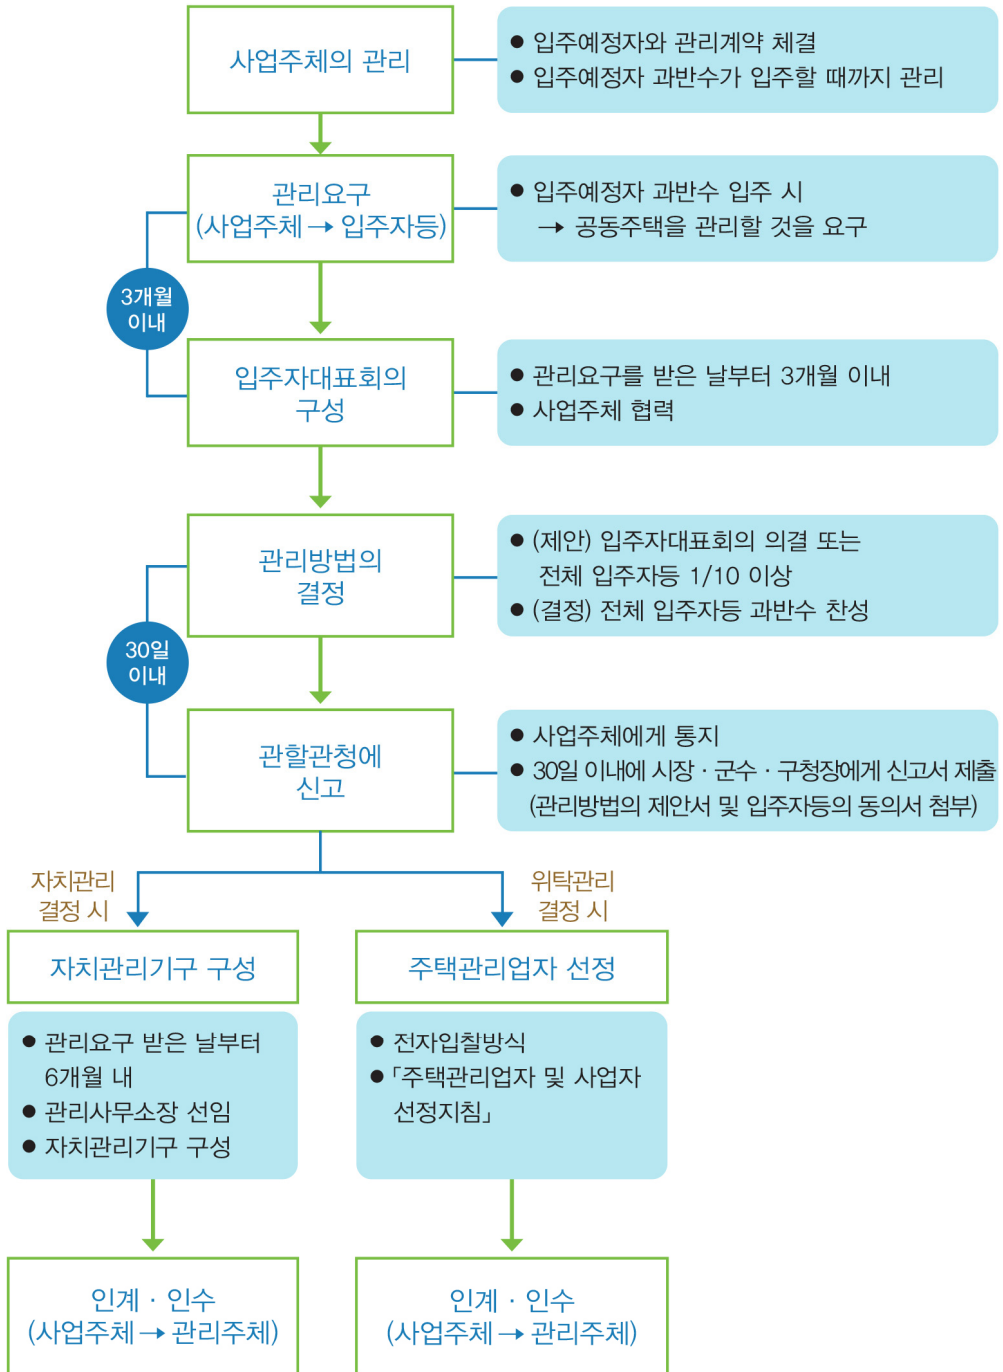 사업주체의 관리
● 입주예정자와 관리계약 체결
● 입주예정자 과반수가 입주할 때까지 관리
관리요구
(사업주체 → 입주자등)
● 입주예정자 과반수 입주 시
→ 공동주택을 관리할 것을 요구
3개월
이내
입주자대표회의
구성
● 관리요구를 받은 날부터 3개월 이내
● 사업주체 협력
관리방법의
결정
● (제안) 입주자대표회의 의결 또는
전체 입주자등 1/10 이상
● (결정) 전체 입주자등 과반수 찬성
30일
이내
관할관청에
신고
● 사업주체에게 통지
● 30일 이내에 시장 · 군수 · 구청장에게 신고서 제출
(관리방법의 제안서 및 입주자등의 동의서 첨부)
자치관리
결정 시
위탁관리
결정 시
자치관리기구 구성
주택관리업자 선정
● 관리요구 받은 날부터
6개월 내
● 관리사무소장 선임
● 자치관리기구 구성
● 전자입찰방식
● 「주택관리업자 및 사업자
선정지침」
인계 · 인수
(사업주체 → 관리주체)
인계 · 인수
(사업주체 → 관리주체)